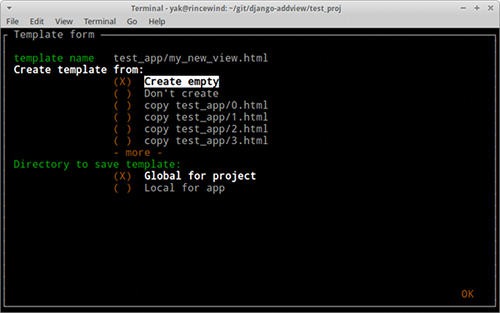 Terminal - yak@rincewind: ~/git/django-addview/test_proj
File Edit View Terminal Go Help
Template form
template name test_app/my_new_view.html
Create template from:
(X) Create empty
( ) Don't create
( ) copy test_app/0.html
( ) copy test_app/1.html
( ) copy test_app/2.html
( ) copy test_app/3.html
- more -
Directory to save template:
(X) Global for project
( ) Local for app
OK